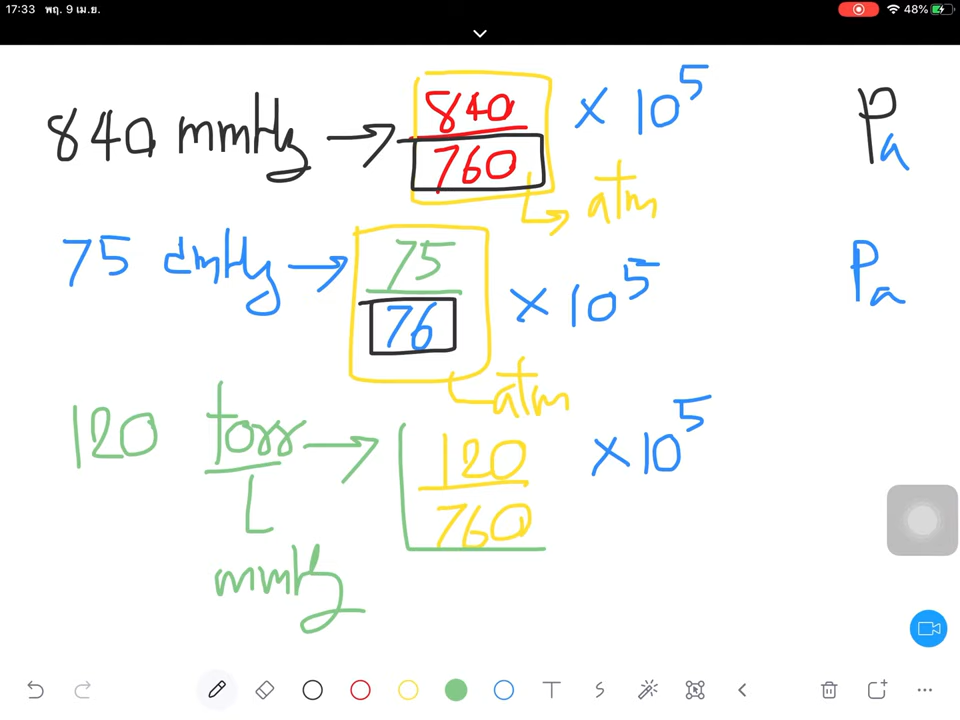 17:33 พฤ. 9 เม.ย. 48%
840 mmHg → 840/760 × 10^5 Pa
atm
75 cmHg → 75/76 × 10^5 Pa
atm
120 torr → 120/760 × 10^5
mmHg
T